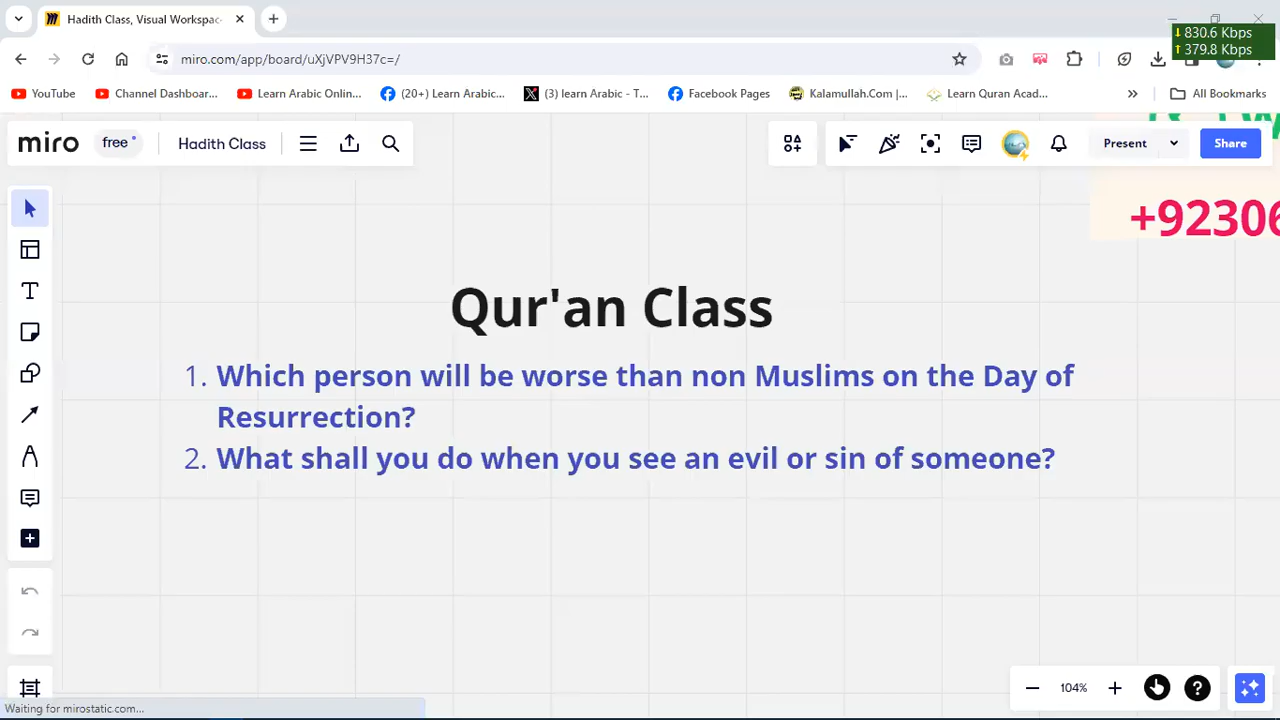 Hadith Class, Visual Workspac
830.6 Kbps
379.8 Kbps
miro.com/app/board/uXjVPV9H37c=/
YouTube
Channel Dashboar...
Learn Arabic Onlin...
(20+) Learn Arabic...
(3) learn Arabic - T...
Facebook Pages
Kalamullah.Com |...
Learn Quran Acad...
All Bookmarks
miro free Hadith Class
Present
Share
+92306
Qur'an Class
1. Which person will be worse than non Muslims on the Day of
Resurrection?
2. What shall you do when you see an evil or sin of someone?
104%
Waiting for mirostatic.com...